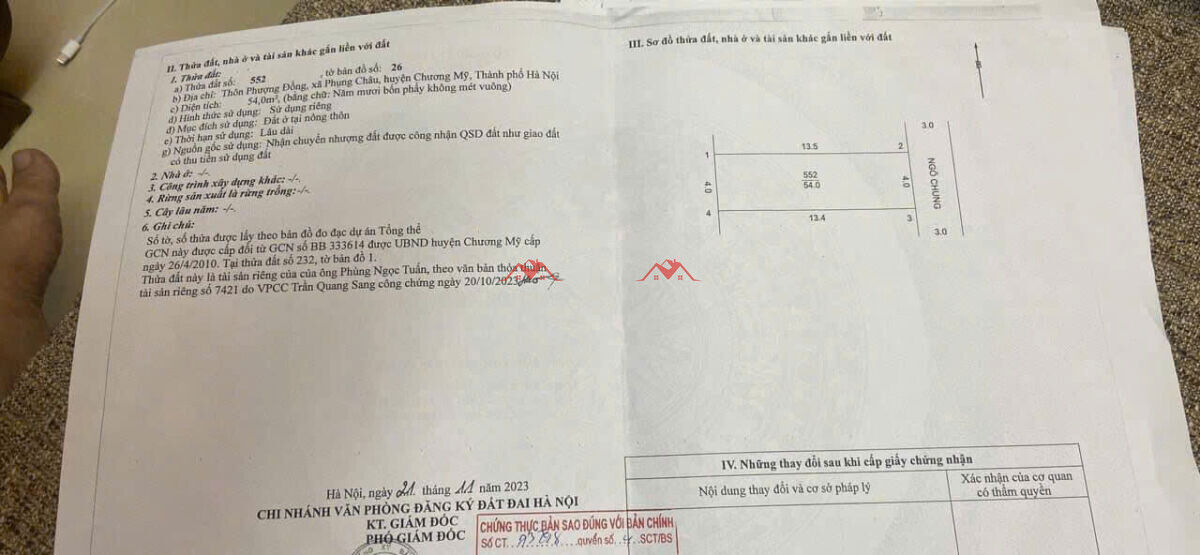 II. Thửa đất, nhà ở và tài sản khác gắn liền với đất
1. Thửa đất:
a) Thửa đất số: 552 , tờ bản đồ số: 26
b) Địa chỉ: Thôn Phượng Đồng, xã Phụng Châu, huyện Chương Mỹ, Thành phố Hà Nội
c) Diện tích: 54,0m², (bằng chữ: Năm mươi bốn phẩy không mét vuông)
d) Hình thức sử dụng: Sử dụng riêng
đ) Mục đích sử dụng: Đất ở tại nông thôn
e) Thời hạn sử dụng: Lâu dài
g) Nguồn gốc sử dụng: Nhận chuyển nhượng đất được công nhận QSD đất như giao đất
có thu tiền sử dụng đất
2. Nhà ở: -/-.
3. Công trình xây dựng khác: -/-.
4. Rừng sản xuất là rừng trồng:-/-.
5. Cây lâu năm: -/-.
6. Ghi chú:
Số tờ, số thửa được lấy theo bản đồ đo đạc dự án Tổng thể
GCN này được cấp đổi từ GCN số BB 333614 được UBND huyện Chương Mỹ cấp
ngày 26/4/2010. Tại thửa đất số 232, tờ bản đồ 1.
Thửa đất này là tài sản riêng của của ông Phùng Ngọc Tuấn, theo văn bản thỏa thuận
tài sản riêng số 7421 do VPCC Trần Quang Sang công chứng ngày 20/10/2023
Hà Nội, ngày 21 tháng 11 năm 2023
CHI NHÁNH VĂN PHÒNG ĐĂNG KÝ ĐẤT ĐAI HÀ NỘI
KT. GIÁM ĐỐC
PHÓ GIÁM ĐỐC
CHỨNG THỰC BẢN SAO ĐÚNG VỚI BẢN CHÍNH
Số CT. quyển số 4 SCT/BS
III. Sơ đồ thửa đất, nhà ở và tài sản khác gắn liền với đất
B
3.0
1
13.5
2
4.0
552
54.0
4.0
NGÕ CHUNG
4
13.4
3
3.0
IV. Những thay đổi sau khi cấp giấy chứng nhận
Nội dung thay đổi và cơ sở pháp lý
Xác nhận của cơ quan
có thẩm quyền